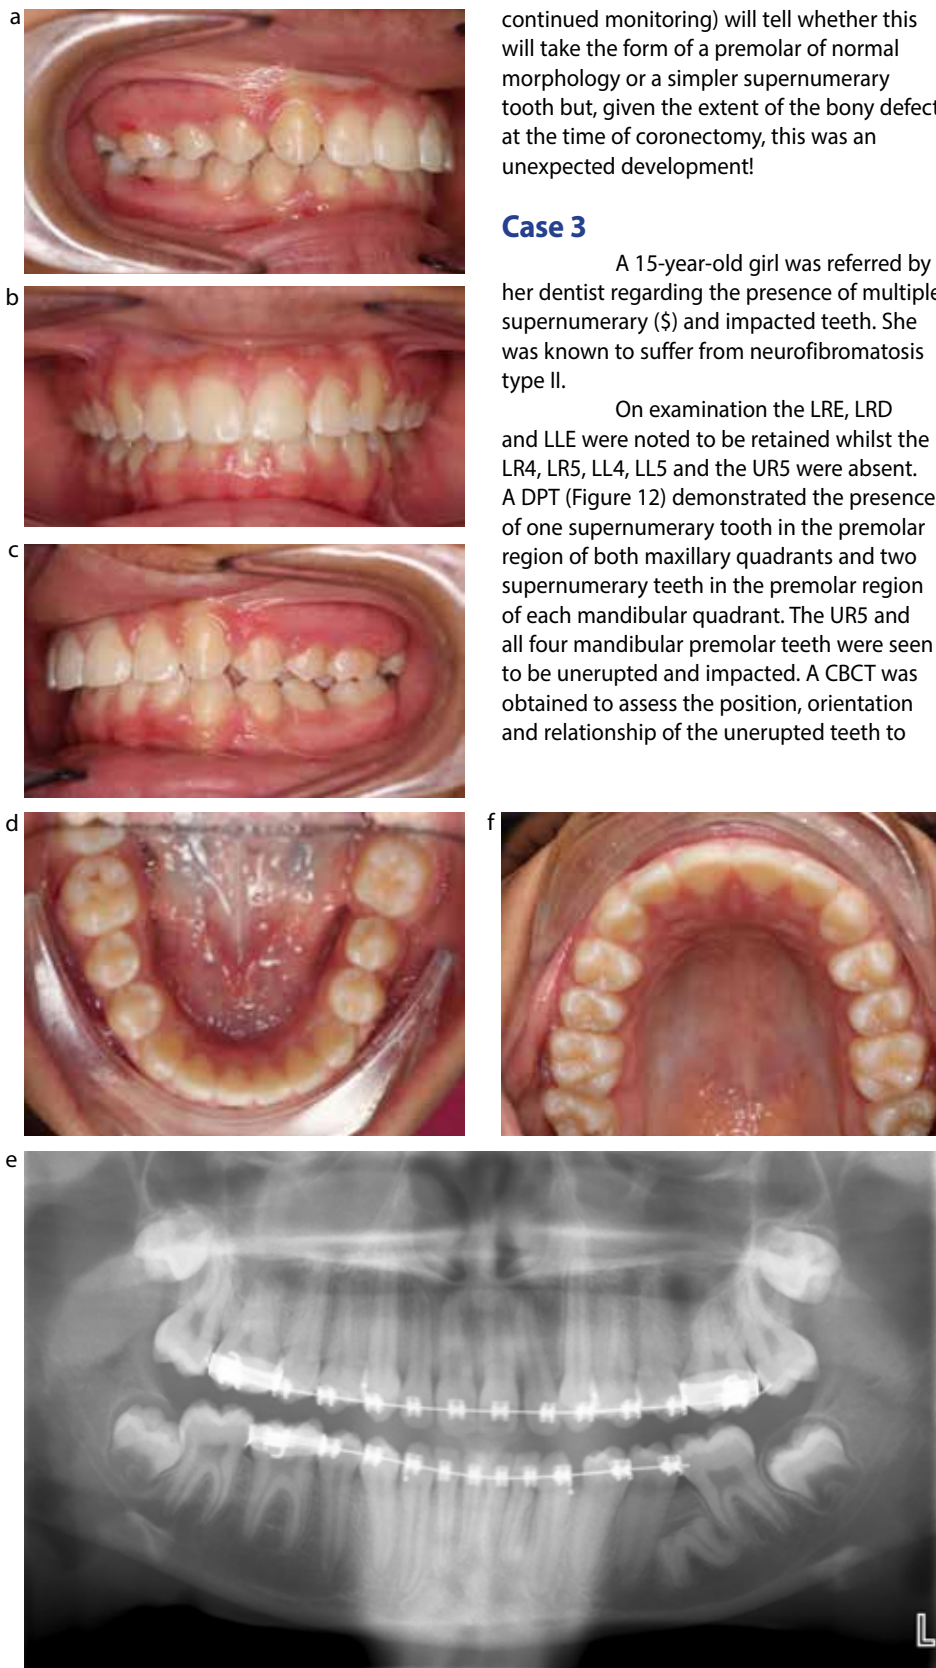 a
continued monitoring) will tell whether this
will take the form of a premolar of normal
morphology or a simpler supernumerary
tooth but, given the extent of the bony defect
at the time of coronectomy, this was an
unexpected development!
Case 3
A 15-year-old girl was referred by
her dentist regarding the presence of multiple
supernumerary ($) and impacted teeth. She
was known to suffer from neurofibromatosis
type II.
On examination the LRE, LRD
and LLE were noted to be retained whilst the
LR4, LR5, LL4, LL5 and the UR5 were absent.
A DPT (Figure 12) demonstrated the presence
of one supernumerary tooth in the premolar
region of both maxillary quadrants and two
supernumerary teeth in the premolar region
of each mandibular quadrant. The UR5 and
all four mandibular premolar teeth were seen
to be unerupted and impacted. A CBCT was
obtained to assess the position, orientation
and relationship of the unerupted teeth to
b
c
d
f
e
L